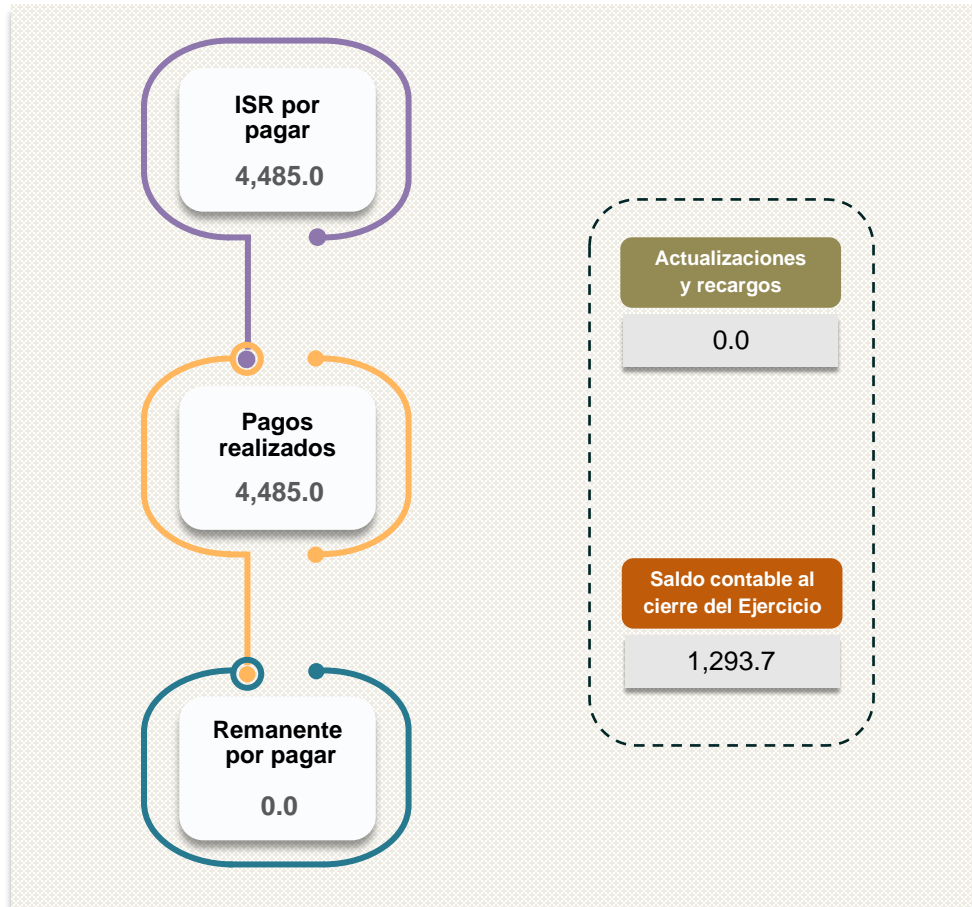 ISR por
pagar
4,485.0
Pagos
realizados
4,485.0
Remanente
por pagar
0.0
Actualizaciones
y recargos
0.0
Saldo contable al
cierre del Ejercicio
1,293.7